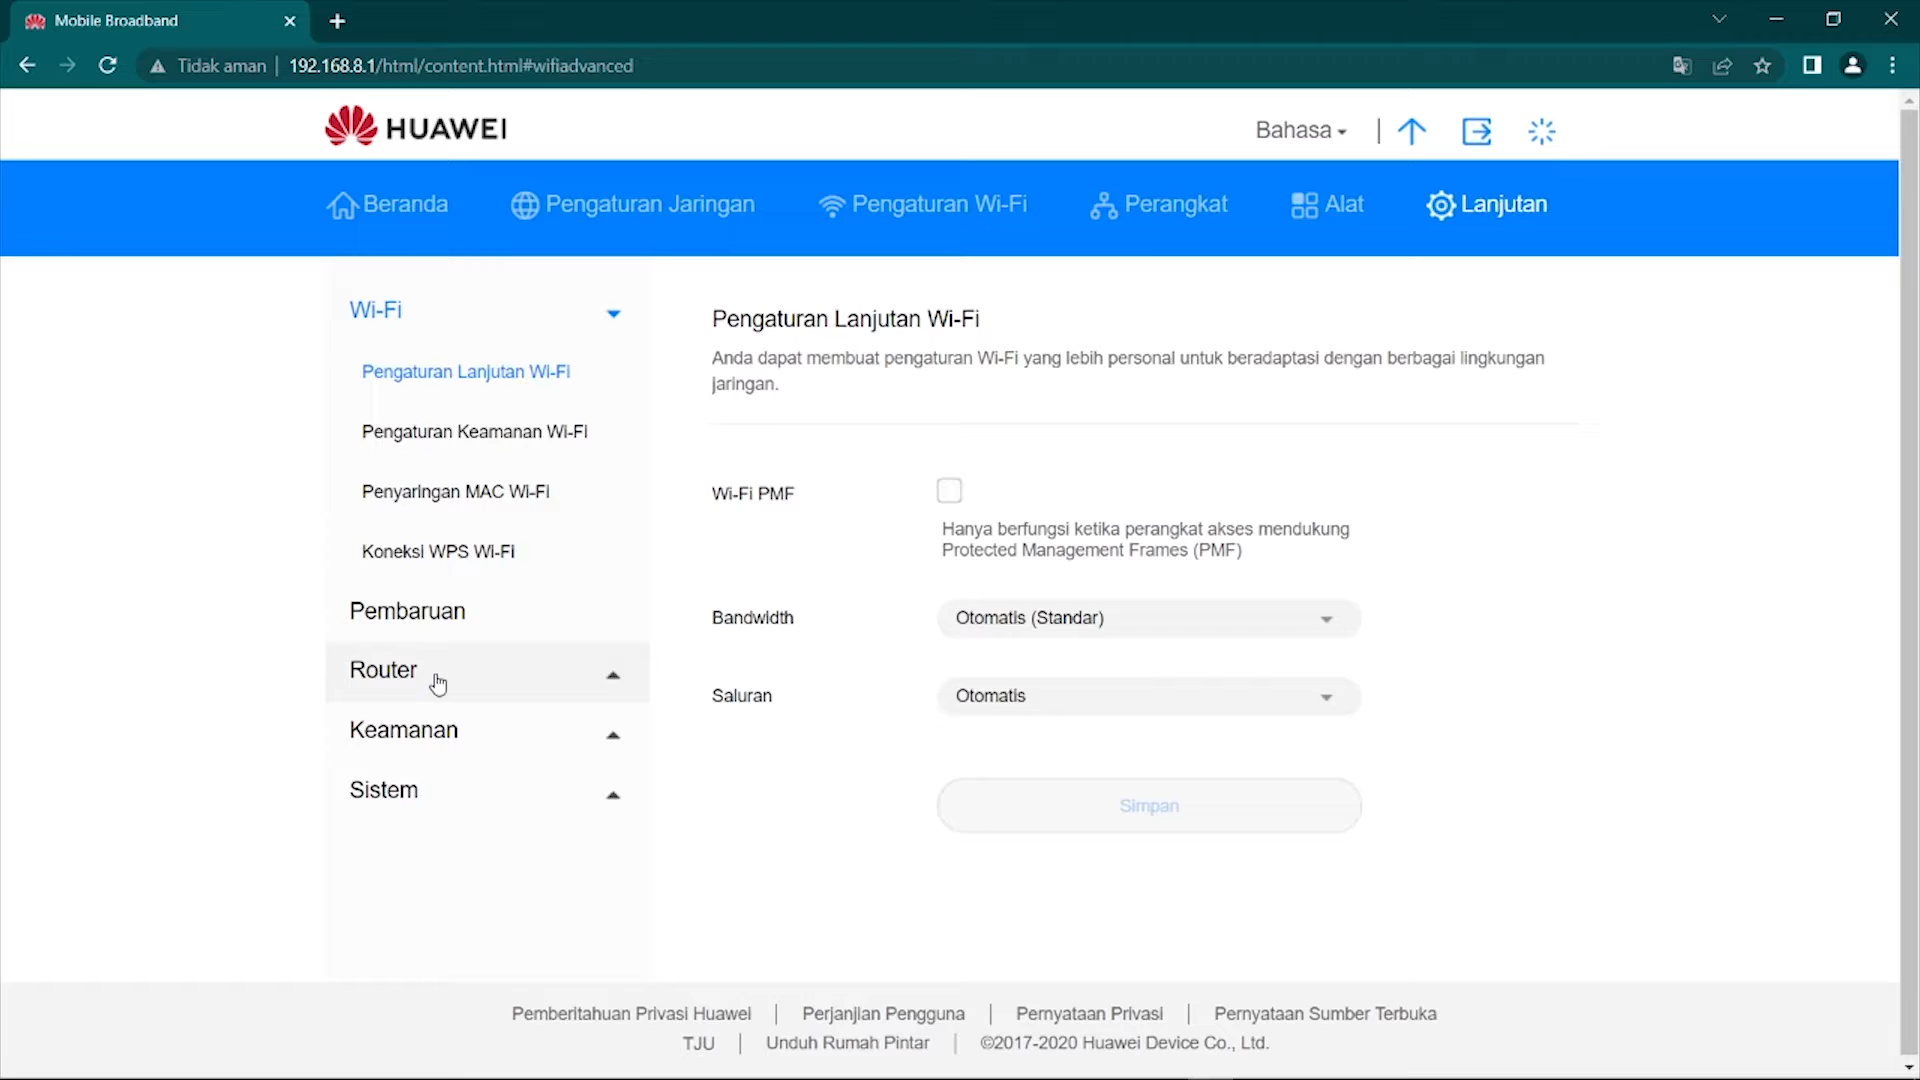 Mobile Broadband
Tidak aman | 192.168.8.1/html/content.html#wifiadvanced
HUAWEI
Bahasa
Beranda
Pengaturan Jaringan
Pengaturan Wi-Fi
Perangkat
Alat
Lanjutan
Wi-Fi
Pengaturan Lanjutan Wi-Fi
Pengaturan Keamanan Wi-Fi
Penyaringan MAC Wi-Fi
Koneksi WPS Wi-Fi
Pembaruan
Router
Keamanan
Sistem
Pengaturan Lanjutan Wi-Fi
Anda dapat membuat pengaturan Wi-Fi yang lebih personal untuk beradaptasi dengan berbagai lingkungan
jaringan.
Wi-Fi PMF
Hanya berfungsi ketika perangkat akses mendukung
Protected Management Frames (PMF)
Bandwidth
Otomatis (Standar)
Saluran
Otomatis
Simpan
Pemberitahuan Privasi Huawei | Perjanjian Pengguna | Pernyataan Privasi | Pernyataan Sumber Terbuka
TJU | Unduh Rumah Pintar | ©2017-2020 Huawei Device Co., Ltd.